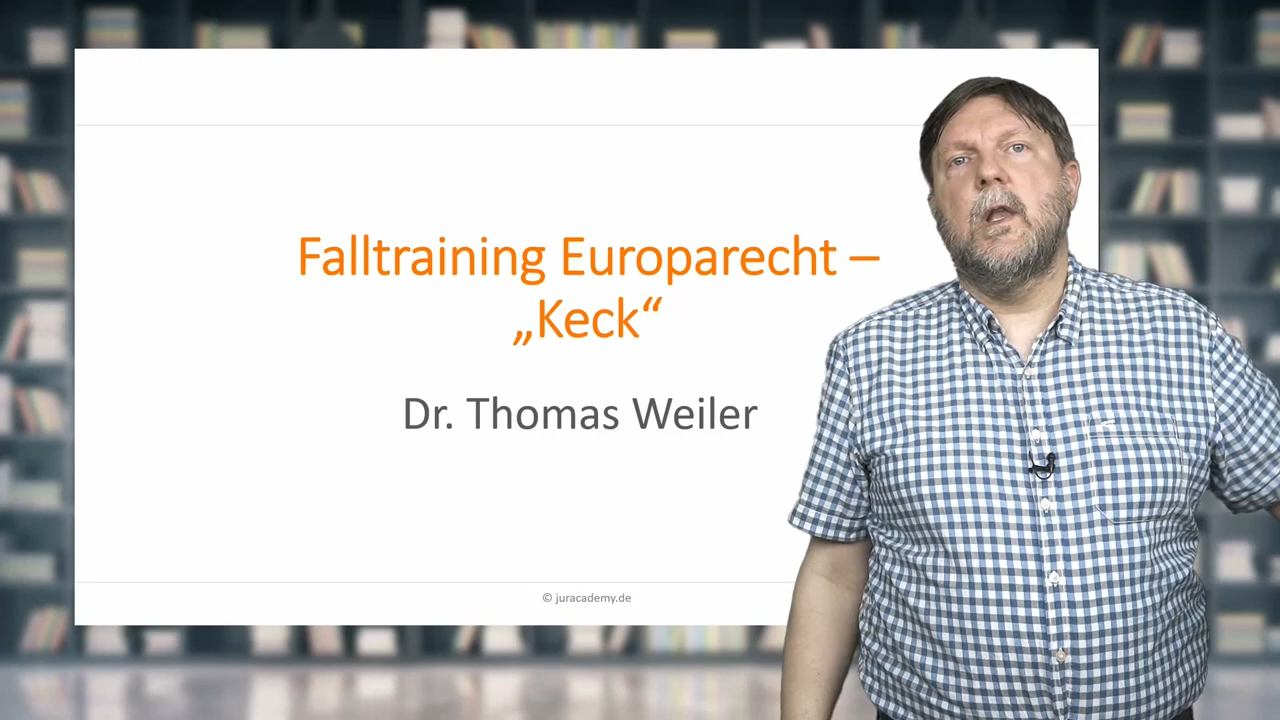 Falltraining Europarecht –
„Keck“
Dr. Thomas Weiler
© juracademy.de